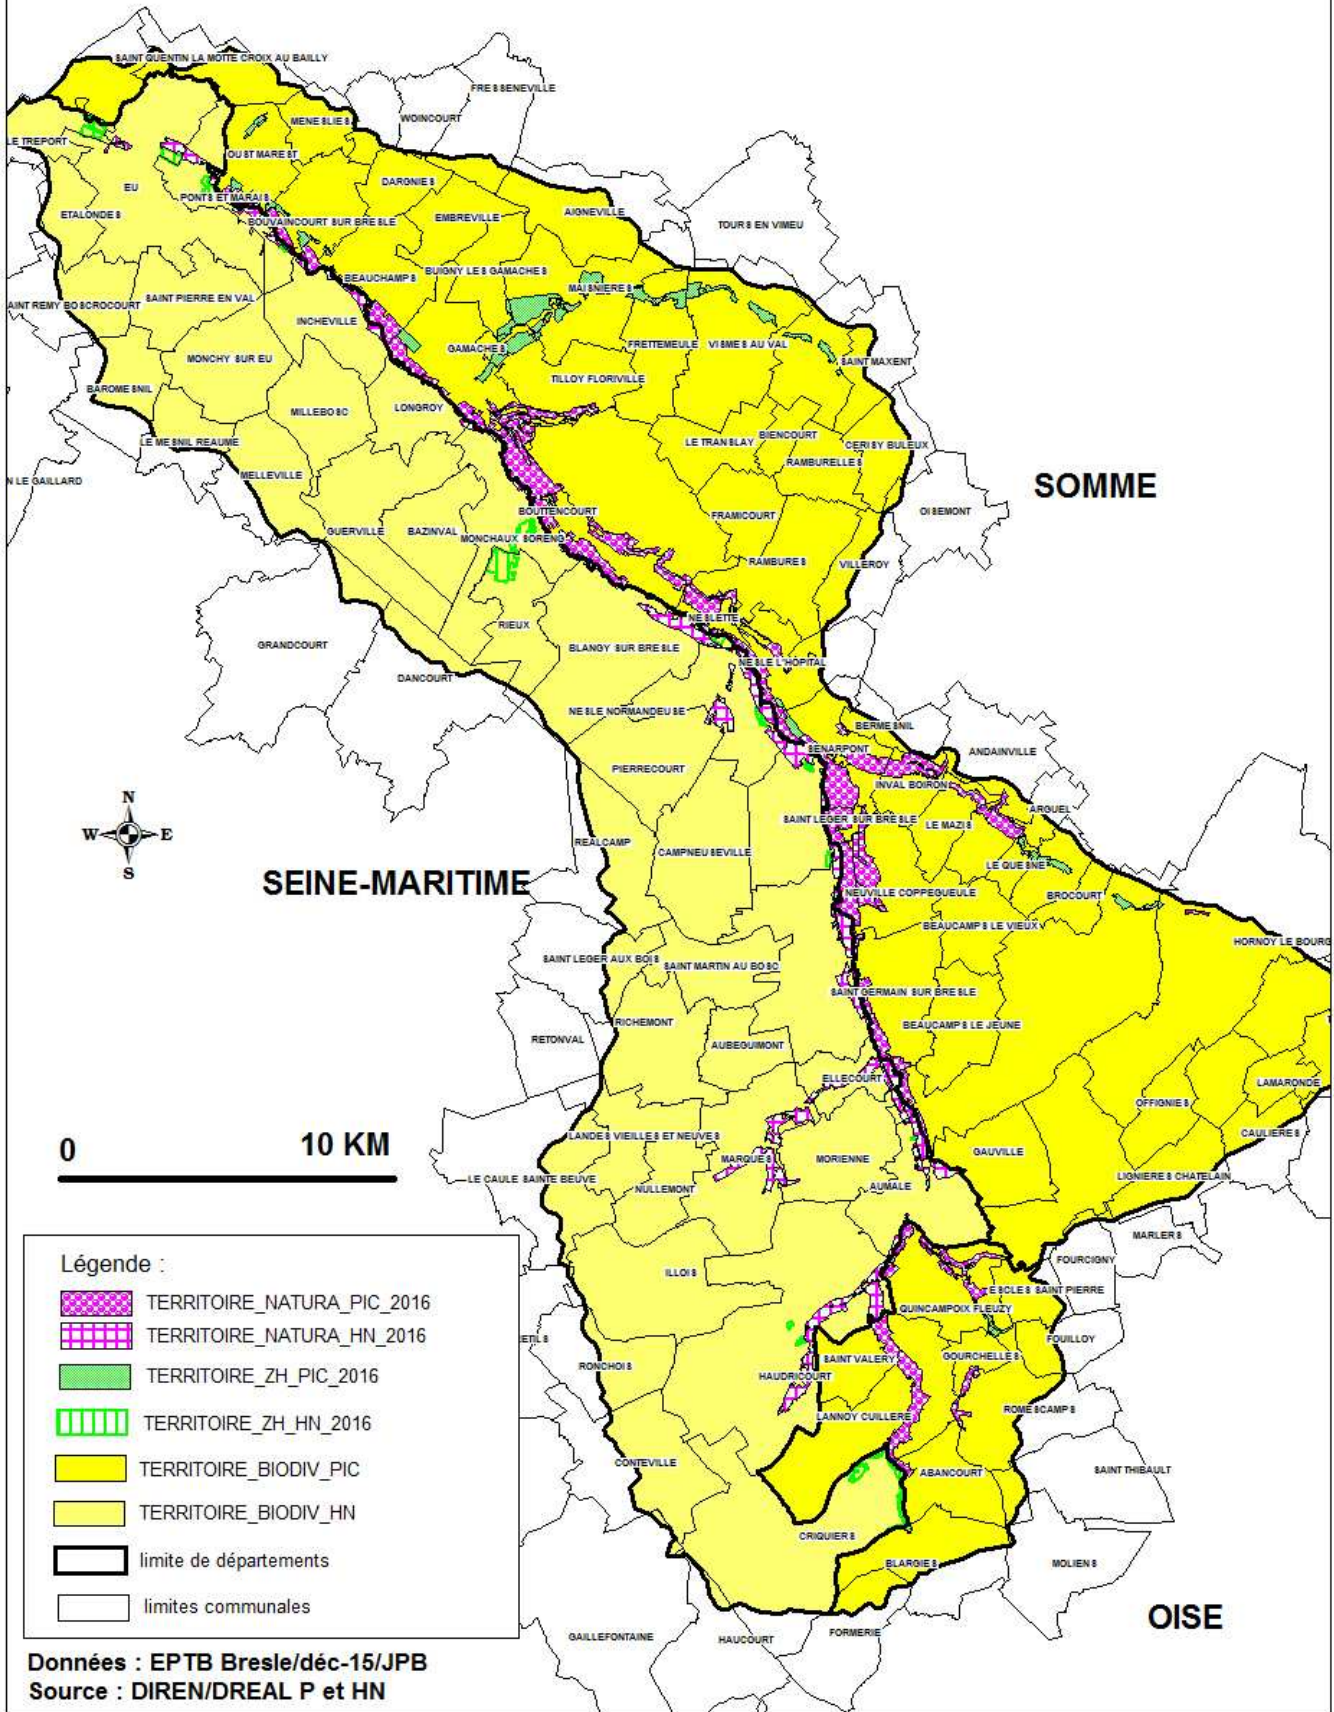 SAINT QUENTIN LA MOTTE CROIX AU BAILLY
FRESSENEVILLE
WOINCOURT
MENESLIES
LE TREPORT
OUST MAREST
DARGNIES
EU
PONTS ET MARAIS
AIGNEVILLE
ETALONDES
BOUVAINCOURT SUR BRESLE
EMBREVILLE
TOURS EN VIMEU
BUIGNY LES GAMACHES
BEAUCHAMPS
MAISNIERES
SAINT PIERRE EN VAL
AINT REMY BOSCROCOURT
INCHEVILLE
GAMACHES
FRETTEMEULE
VISMES AU VAL
MONCHY SUR EU
SAINT MAXENT
TILLOY FLORIVILLE
BAROMESNIL
MILLEBOSC
LONGROY
LE MESNIL REAUME
LE TRANSLAY
BIENCOURT
CERISY BULEUX
RAMBURELLES
MELLEVILLE
N LE GAILLARD
SOMME
BOUTTENCOURT
FRAMICOURT
OISEMONT
GUERVILLE
BAZINVAL
MONCHAUX SORENG
RAMBURES
VILLEROY
NESLETTE
RIEUX
GRANDCOURT
BLANGY SUR BRESLE
NESLE L'HOPITAL
DANCOURT
NESLE NORMANDEUSE
BERMESNIL
SENARPONT
ANDAINVILLE
PIERRECOURT
INVAL BOIRON
ARGUEL
N
W
E
S
SAINT LEGER SUR BRESLE
LE MAZIS
REALCAMP
CAMPNEUSEVILLE
LE QUESNE
SEINE-MARITIME
NEUVILLE COPPEGUEULE
BROCOURT
BEAUCAMPS LE VIEUX
HORNOY LE BOURG
SAINT LEGER AUX BOIS
SAINT MARTIN AU BOSC
SAINT GERMAIN SUR BRESLE
RICHEMONT
BEAUCAMPS LE JEUNE
RETONVAL
AUBEGUIMONT
ELLECOURT
LAMARONDE
OFFIGNIES
0
10 KM
LANDES VIEILLES ET NEUVES
CAULIERES
MARQUES
MORIENNE
GAUVILLE
LE CAULE SAINTE BEUVE
NULLEMONT
AUMALE
LIGNIERES CHATELAIN
MARLERS
FOURCIGNY
ILLOIS
ESCLES SAINT PIERRE
QUINCAMPOIX FLEUZY
FOUILLOY
SAINT VALERY
GOURCHELLES
RONCHOIS
HAUDRICOURT
LANNOY CUILLERE
ROMESCAMPS
CONTEVILLE
ABANCOURT
SAINT THIBAULT
CRIQUIERS
BLARGIES
MOLIENS
OISE
GAILLEFONTAINE
HAUCOURT
FORMERIE
Légende :
TERRITOIRE_NATURA_PIC_2016
TERRITOIRE_NATURA_HN_2016
TERRITOIRE_ZH_PIC_2016
TERRITOIRE_ZH_HN_2016
TERRITOIRE_BIODIV_PIC
TERRITOIRE_BIODIV_HN
limite de départements
limites communales
Données : EPTB Bresle/déc-15/JPB
Source : DIREN/DREAL P et HN